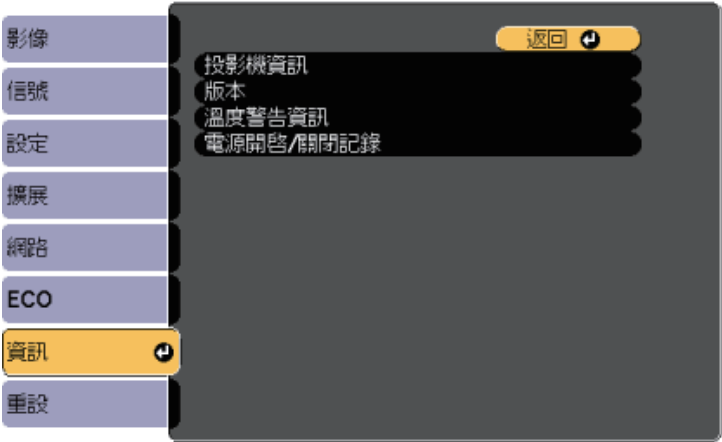 影像
信號
設定
擴展
網路
ECO
資訊
重設
返回
投影機資訊
版本
溫度警告資訊
電源開啓/關閉記錄